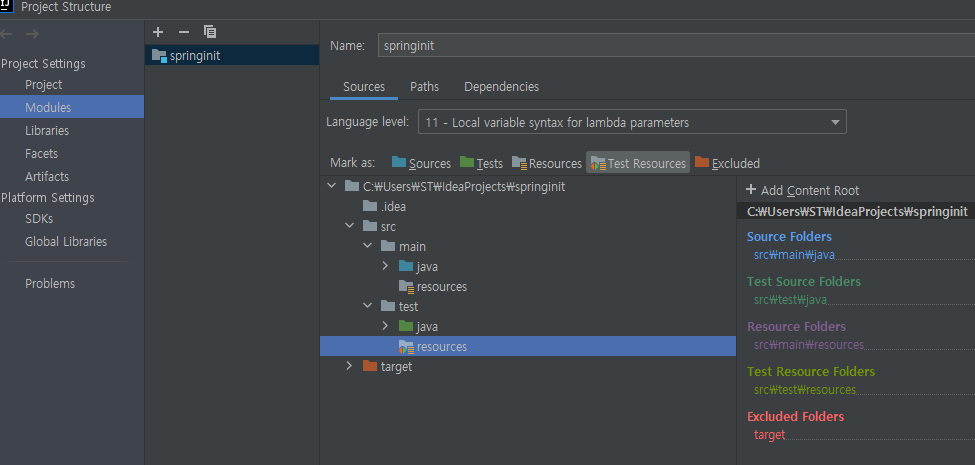 Project Structure
Project Settings
Project
Modules
Libraries
Facets
Artifacts
Platform Settings
SDKs
Global Libraries
Problems
springinit
Name: springinit
Sources Paths Dependencies
Language level: 11 - Local variable syntax for lambda parameters
Mark as: Sources Tests Resources Test Resources Excluded
C:₩Users₩ST₩IdeaProjects₩springinit
.idea
src
main
java
resources
test
java
resources
target
+ Add Content Root
C:₩Users₩ST₩IdeaProjects₩springinit
Source Folders
src₩main₩java
Test Source Folders
src₩test₩java
Resource Folders
src₩main₩resources
Test Resource Folders
src₩test₩resources
Excluded Folders
target